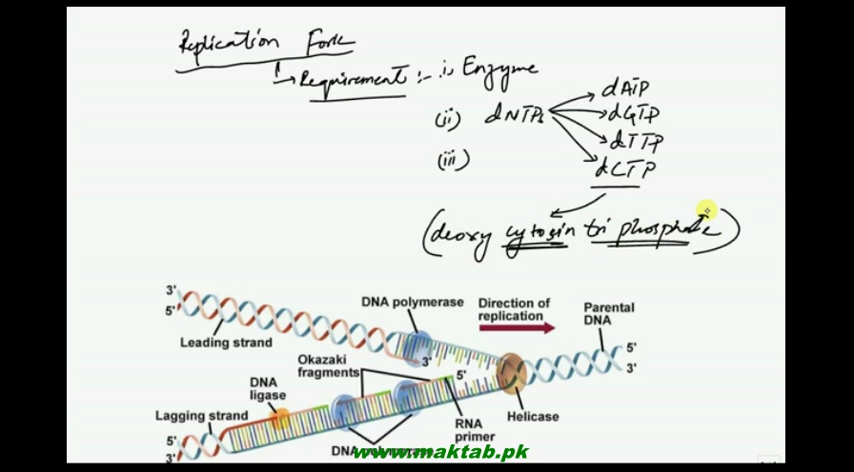 Replication Fork
→ Requirement :- i, Enzyme
(ii) dNTPs
dATP
dGTP
dTTP
dCTP
(iii)
(deoxy cytosin tri phosphate)
3'
5'
Leading strand
DNA polymerase
Direction of
replication
Parental
DNA
3'
5'
5'
3'
Okazaki
fragments
DNA
ligase
Lagging strand
RNA
primer
Helicase
5'
3'
DNA polymerase
www.maktab.pk